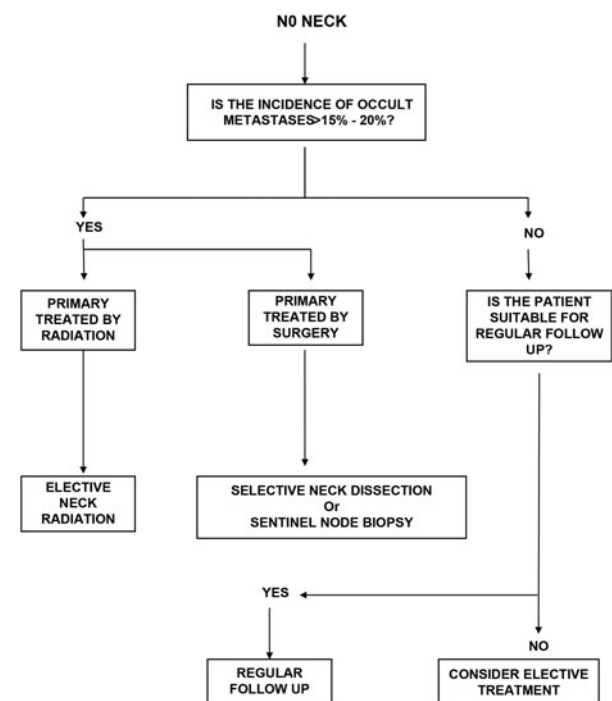 N0 NECK
IS THE INCIDENCE OF OCCULT
METASTASES>15% - 20%?
YES
NO
PRIMARY
TREATED BY
RADIATION
PRIMARY
TREATED BY
SURGERY
IS THE PATIENT
SUITABLE FOR
REGULAR FOLLOW
UP?
ELECTIVE
NECK
RADIATION
SELECTIVE NECK DISSECTION
Or
SENTINEL NODE BIOPSY
YES
NO
REGULAR
FOLLOW UP
CONSIDER ELECTIVE
TREATMENT